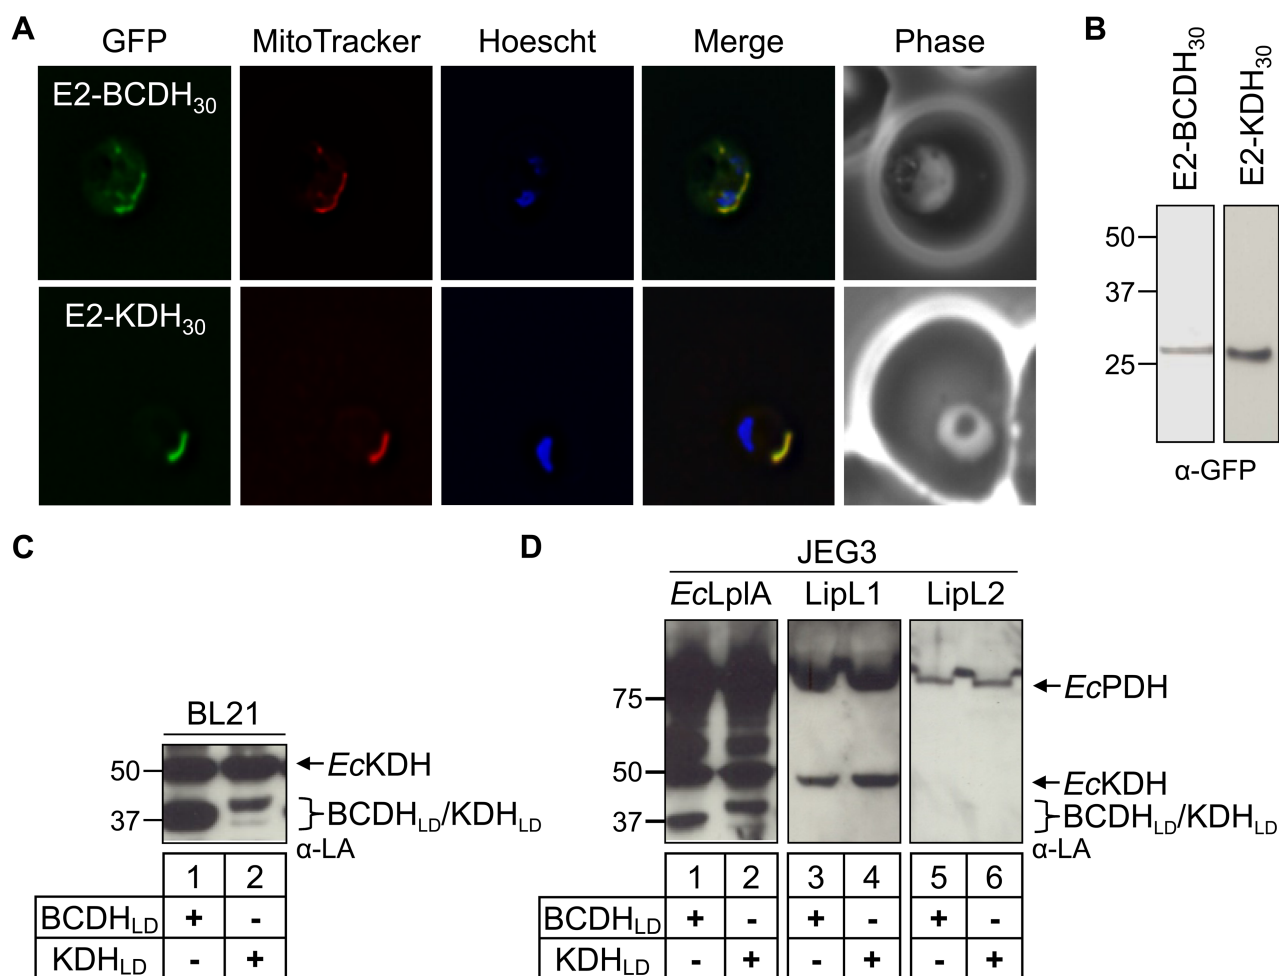 A
GFP MitoTracker Hoescht Merge Phase
E2-BCDH30
E2-KDH30
B
E2-BCDH30
E2-KDH30
50
37
25
α-GFP
C
BL21
50
37
EcKDH
BCDHLD/KDHLD
α-LA
1 2
BCDHLD + -
KDHLD - +
D
JEG3
EcLplA LipL1 LipL2
75
50
37
EcPDH
EcKDH
BCDHLD/KDHLD
α-LA
1 2 3 4 5 6
BCDHLD + - + - + -
KDHLD - + - + - +